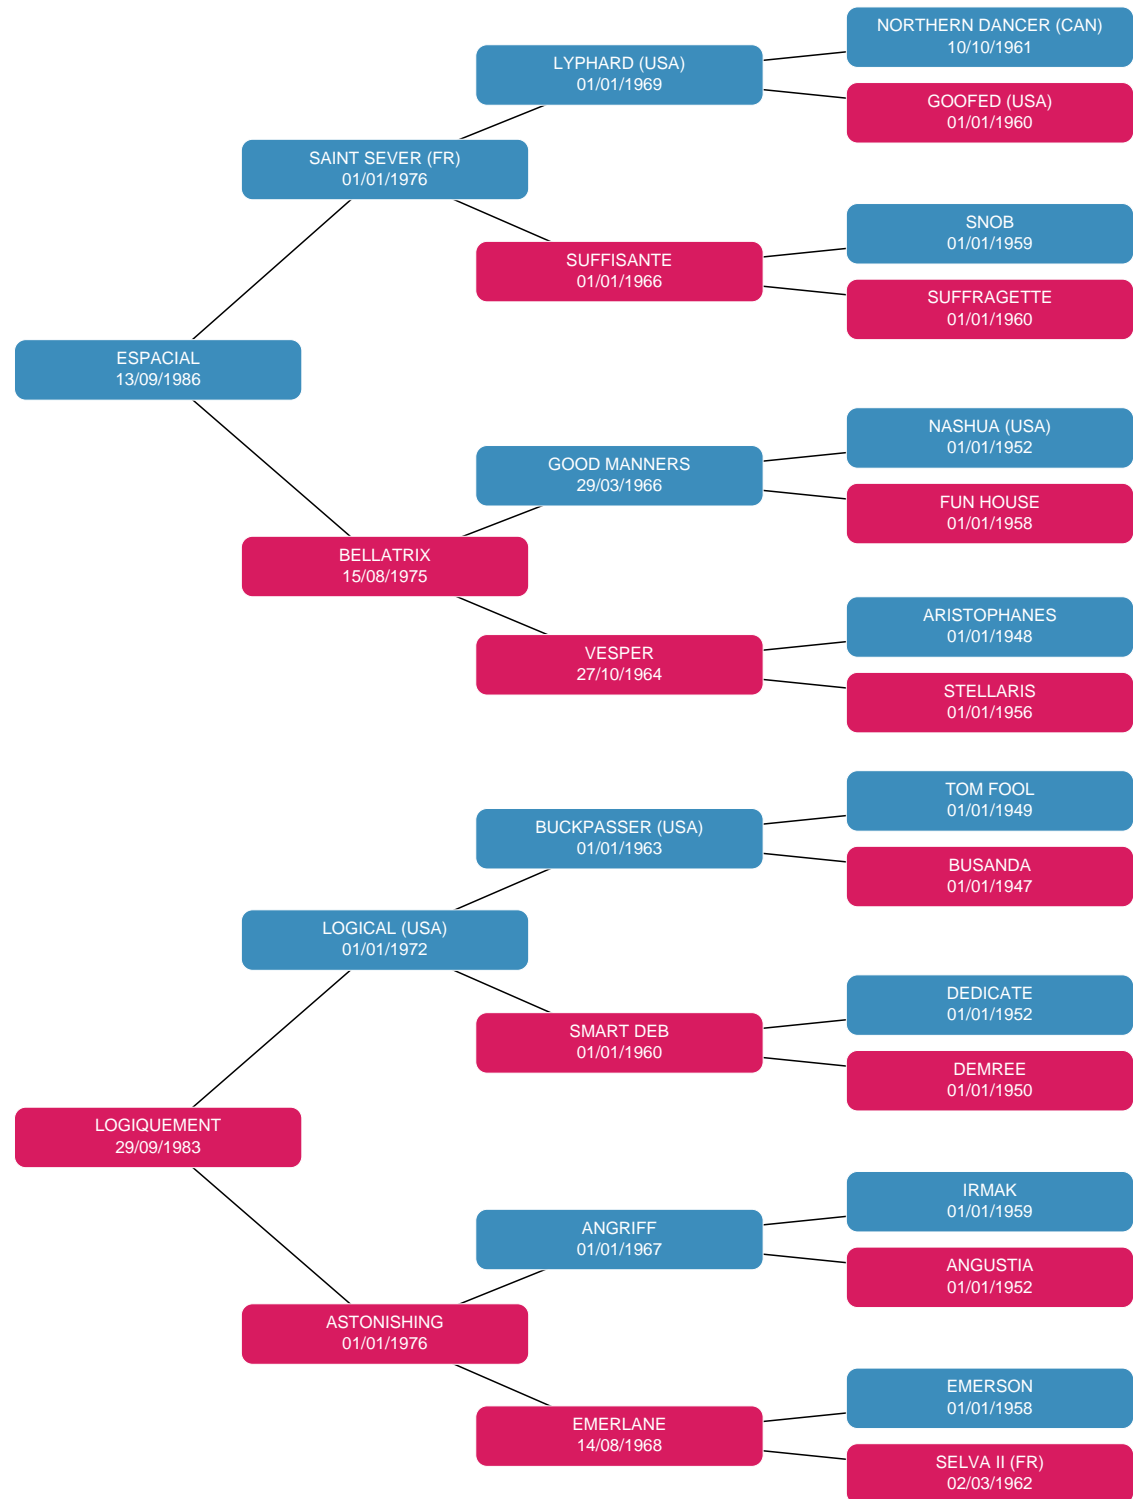 NORTHERN DANCER (CAN)
10/10/1961
LYPHARD (USA)
01/01/1969
GOOFED (USA)
01/01/1960
SAINT SEVER (FR)
01/01/1976
SNOB
01/01/1959
SUFFISANTE
01/01/1966
SUFFRAGETTE
01/01/1960
ESPACIAL
13/09/1986
NASHUA (USA)
01/01/1952
GOOD MANNERS
29/03/1966
FUN HOUSE
01/01/1958
BELLATRIX
15/08/1975
ARISTOPHANES
01/01/1948
VESPER
27/10/1964
STELLARIS
01/01/1956
TOM FOOL
01/01/1949
BUCKPASSER (USA)
01/01/1963
BUSANDA
01/01/1947
LOGICAL (USA)
01/01/1972
DEDICATE
01/01/1952
SMART DEB
01/01/1960
DEMREE
01/01/1950
LOGIQUEMENT
29/09/1983
IRMAK
01/01/1959
ANGRIFF
01/01/1967
ANGUSTIA
01/01/1952
ASTONISHING
01/01/1976
EMERSON
01/01/1958
EMERLANE
14/08/1968
SELVA II (FR)
02/03/1962